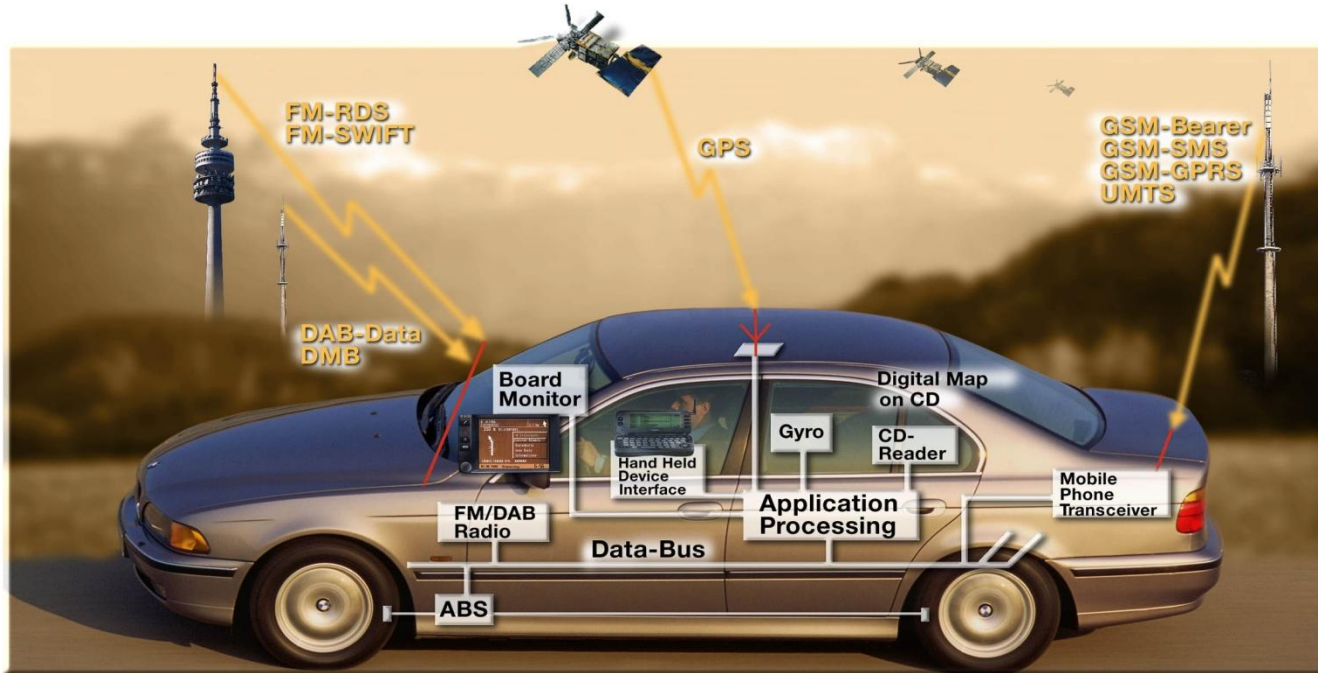 FM-RDS
FM-SWIFT
GPS
GSM-Bearer
GSM-SMS
GSM-GPRS
UMTS
DAB-Data
DMB
Board
Monitor
Digital Map
on CD
Gyro
CD-
Reader
Hand Held
Device
Interface
Mobile
Phone
Transceiver
Application
Processing
FM/DAB
Radio
Data-Bus
ABS